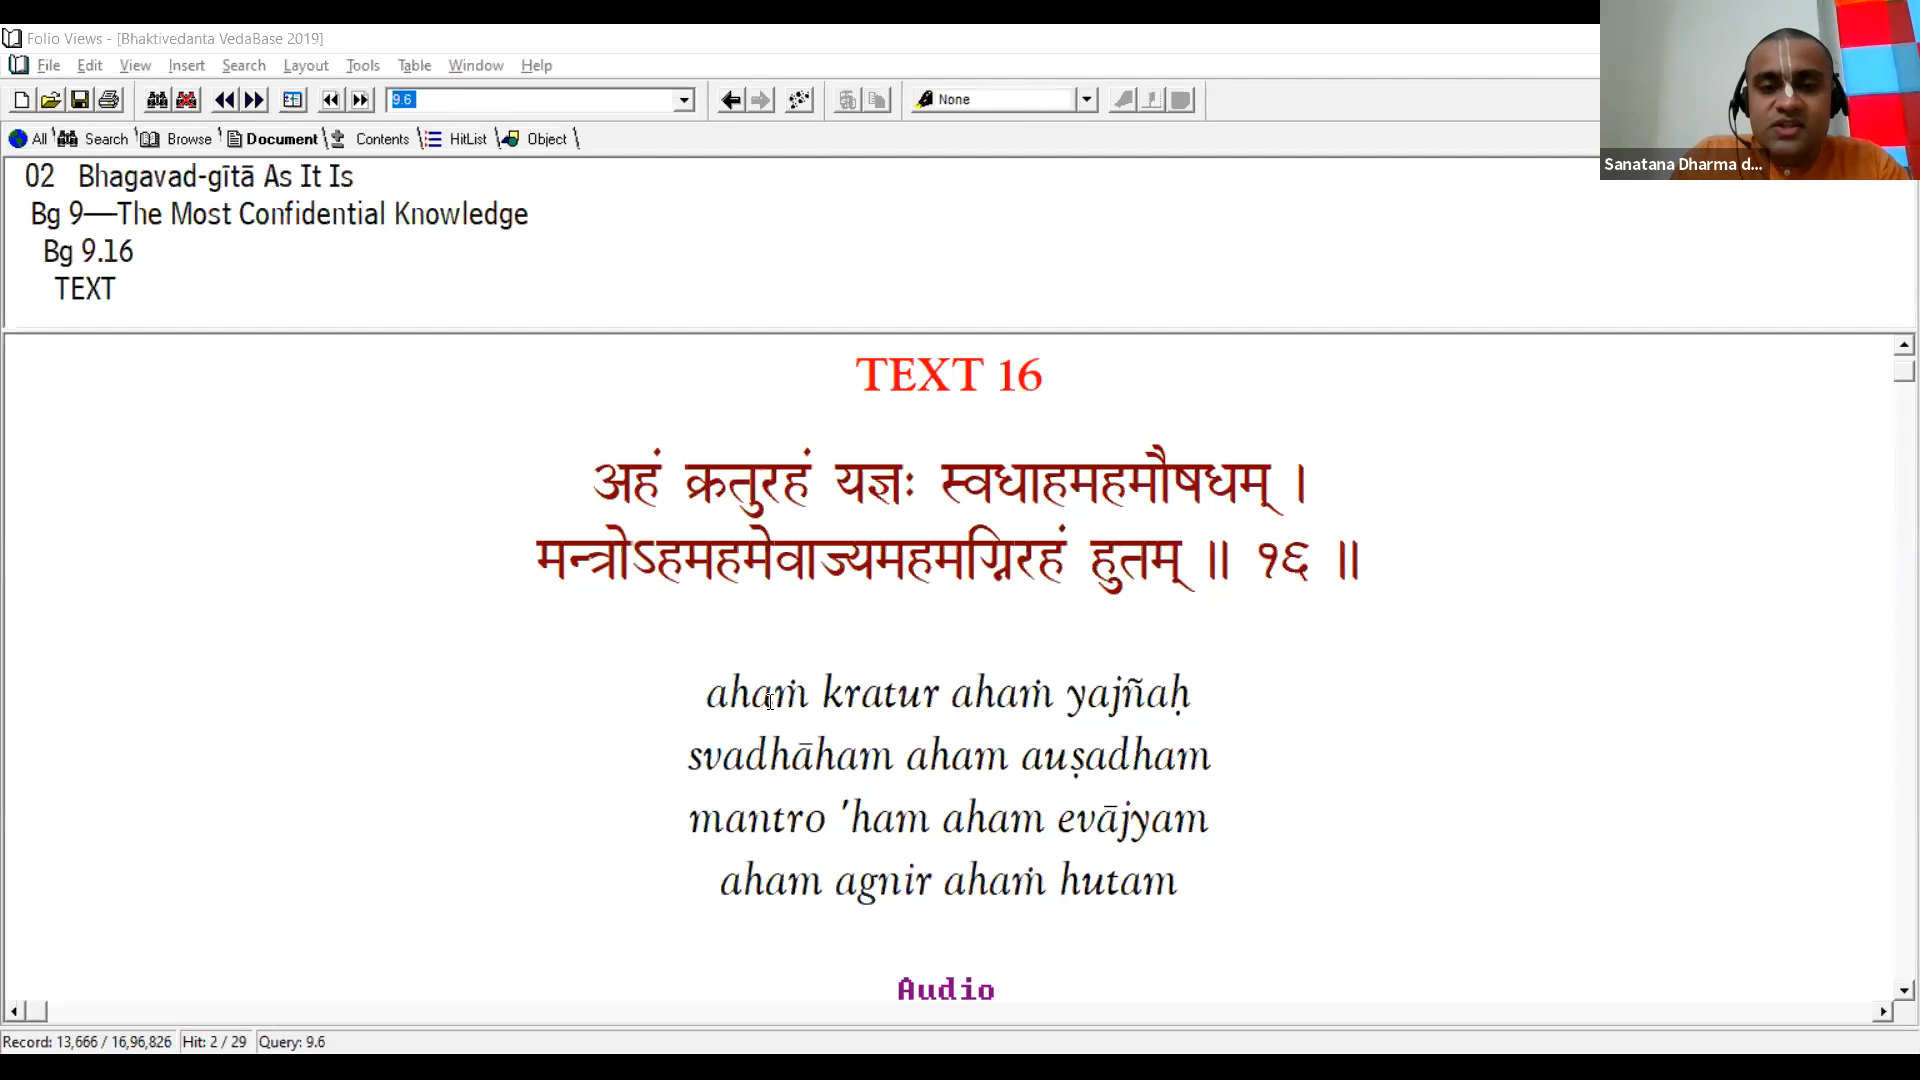 Folio Views - [Bhaktivedanta VedaBase 2019]
File Edit View Insert Search Layout Tools Table Window Help
9.6 None
All Search Browse Document Contents HitList Object
02 Bhagavad-gītā As It Is
Bg 9—The Most Confidential Knowledge
Bg 9.16
TEXT
Sanatana Dharma d...
TEXT 16
अहं क्रतुरहं यज्ञः स्वधाहमहमौषधम् ।
मन्त्रोऽहमहमेवाज्यमहमग्निरहं हुतम् ॥ १६ ॥
ahaṁ kratur ahaṁ yajñaḥ
svadhāham aham auṣadham
mantro 'ham aham evājyam
aham agnir ahaṁ hutam
Audio
Record: 13,666 / 16,96,826 Hit: 2 / 29 Query: 9.6